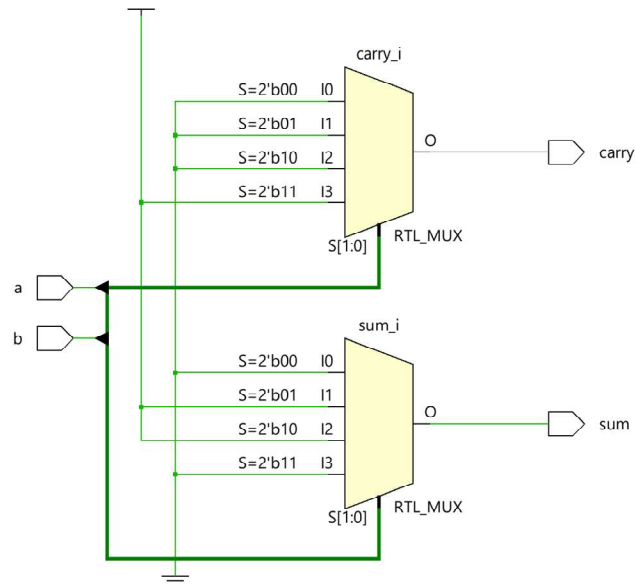 carry_i
S=2'b00 I0
S=2'b01 I1
S=2'b10 I2
S=2'b11 I3
O
carry
S[1:0]
RTL_MUX
a
b
sum_i
S=2'b00 I0
S=2'b01 I1
S=2'b10 I2
S=2'b11 I3
O
sum
S[1:0]
RTL_MUX